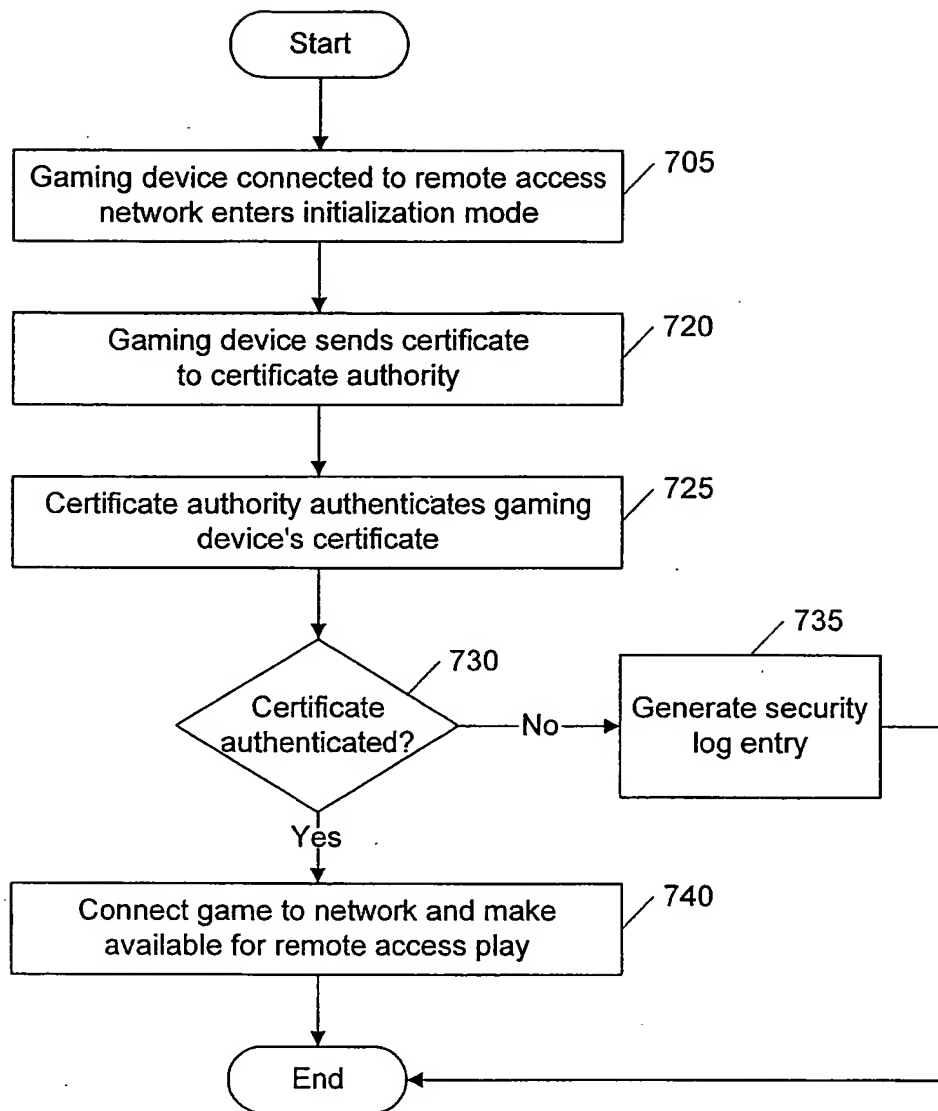 Start
705
Gaming device connected to remote access
network enters initialization mode
720
Gaming device sends certificate
to certificate authority
725
Certificate authority authenticates gaming
device's certificate
735
730
Certificate
authenticated?
No
Generate security
log entry
Yes
740
Connect game to network and make
available for remote access play
End